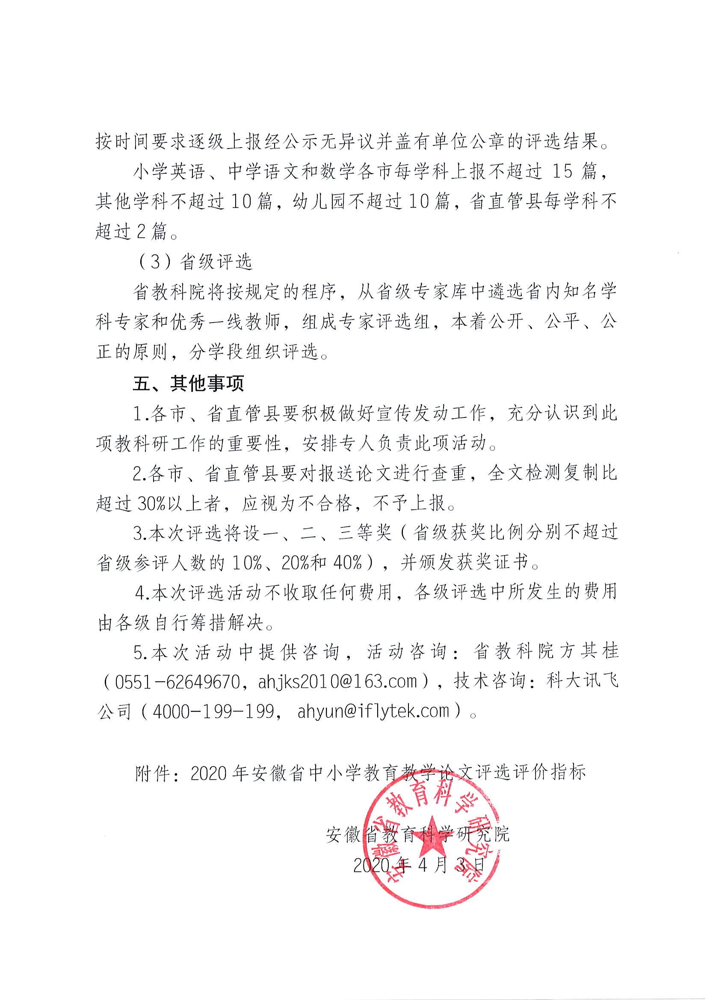 按时间要求逐级上报经公示无异议并盖有单位公章的评选结果。
小学英语、中学语文和数学各市每学科上报不超过 15 篇，
其他学科不超过 10 篇，幼儿园不超过 10 篇，省直管县每学科不
超过 2 篇。
（3）省级评选
省教科院将按规定的程序，从省级专家库中遴选省内知名学
科专家和优秀一线教师，组成专家评选组，本着公开、公平、公
正的原则，分学段组织评选。
五、其他事项
1.各市、省直管县要积极做好宣传发动工作，充分认识到此
项教科研工作的重要性，安排专人负责此项活动。
2.各市、省直管县要对报送论文进行查重，全文检测复制比
超过 30%以上者，应视为不合格，不予上报。
3.本次评选将设一、二、三等奖（省级获奖比例分别不超过
省级参评人数的 10%、20%和 40%），并颁发获奖证书。
4.本次评选活动不收取任何费用，各级评选中所发生的费用
由各级自行筹措解决。
5.本次活动中提供咨询，活动咨询：省教科院方其桂
（0551-62649670，ahjks2010@163.com），技术咨询：科大讯飞
公司（4000-199-199， ahyun@iflytek.com）。
附件：2020 年安徽省中小学教育教学论文评选评价指标
安徽省教育科学研究院
安徽省教育科学研究院
2020 年 4 月 3 日